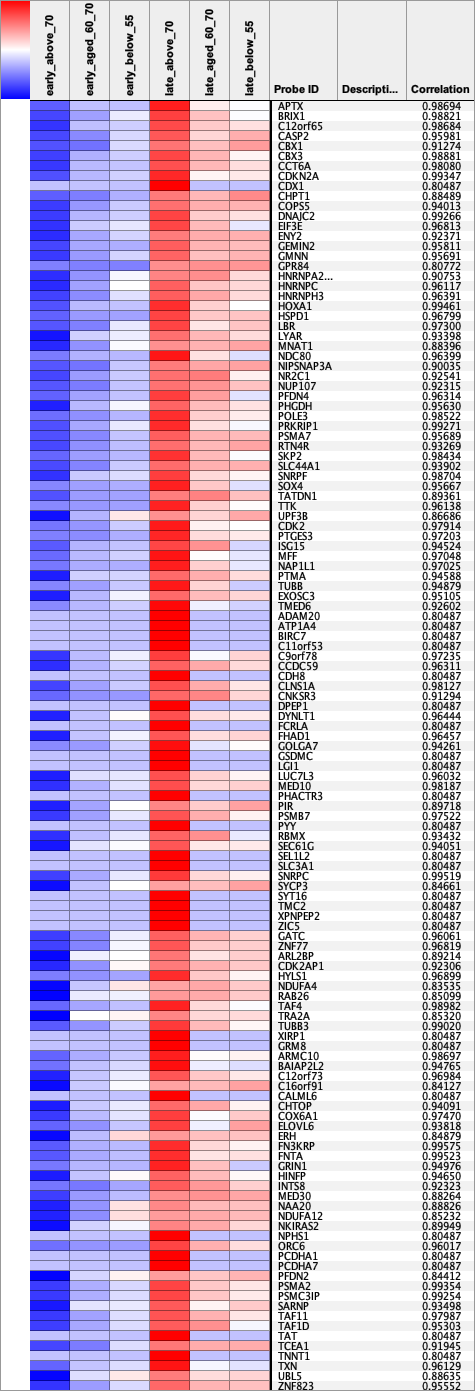 early_above_70
early_aged_60_70
early_below_55
late_above_70
late_aged_60_70
late_below_55
Probe ID Descripti... Correlation
APTX 0.98694
BRIX1 0.98821
C12orf65 0.98684
CASP2 0.95981
CBX1 0.91274
CBX3 0.98881
CCT6A 0.98080
CDKN2A 0.99347
CDX1 0.80487
CHPT1 0.88489
COPS5 0.94013
DNAJC2 0.99266
EIF3E 0.96813
ENY2 0.92371
GEMIN2 0.95811
GMNN 0.95691
GPR84 0.80772
HNRNPA2... 0.90753
HNRNPC 0.96117
HNRNPH3 0.96391
HOXA1 0.99461
HSPD1 0.96799
LBR 0.97300
LYAR 0.93398
MNAT1 0.88396
NDC80 0.96399
NIPSNAP3A 0.90035
NR2C1 0.92541
NUP107 0.92315
PFDN4 0.96314
PHGDH 0.95630
POLE3 0.98522
PRKRIP1 0.99271
PSMA7 0.95689
RTN4R 0.93269
SKP2 0.98434
SLC44A1 0.93902
SNRPF 0.98704
SOX4 0.95667
TATDN1 0.89361
TTK 0.96138
UPF3B 0.86686
CDK2 0.97914
PTGES3 0.97203
ISG15 0.94524
MFF 0.97048
NAP1L1 0.97025
PTMA 0.94588
TUBB 0.94879
EXOSC3 0.95105
TMED6 0.92602
ADAM20 0.80487
ATP1A4 0.80487
BIRC7 0.80487
C11orf53 0.80487
C9orf78 0.97235
CCDC59 0.96311
CDH8 0.80487
CLNS1A 0.98127
CNKSR3 0.91294
DPEP1 0.80487
DYNLT1 0.96444
FCRLA 0.80487
FHAD1 0.96457
GOLGA7 0.94261
GSDMC 0.80487
LGI1 0.80487
LUC7L3 0.96032
MED10 0.98187
PHACTR3 0.80487
PIR 0.89718
PSMB7 0.97522
PYY 0.80487
RBMX 0.93432
SEC61G 0.94051
SEL1L2 0.80487
SLC3A1 0.80487
SNRPC 0.99519
SYCP3 0.84661
SYT16 0.80487
TMC2 0.80487
XPNPEP2 0.80487
ZIC5 0.80487
GATC 0.96061
ZNF77 0.96819
ARL2BP 0.89214
CDK2AP1 0.92306
HYLS1 0.96899
NDUFA4 0.83535
RAB26 0.85099
TAF4 0.98982
TRA2A 0.85320
TUBB3 0.99020
XIRP1 0.80487
GRM8 0.80487
ARMC10 0.98697
BAIAP2L2 0.94765
C12orf73 0.96984
C16orf91 0.84127
CALML6 0.80487
CHTOP 0.94091
COX6A1 0.97470
ELOVL6 0.93818
ERH 0.84879
FN3KRP 0.99575
FNTA 0.99523
GRIN1 0.94976
HINFP 0.94650
INTS8 0.92323
MED30 0.88264
NAA20 0.88826
NDUFA12 0.85232
NKIRAS2 0.89949
NPHS1 0.80487
ORC6 0.96017
PCDHA1 0.80487
PCDHA7 0.80487
PFDN2 0.84412
PSMA2 0.99354
PSMC3IP 0.99254
SARNP 0.93498
TAF11 0.97987
TAF1D 0.95303
TAT 0.80487
TCEA1 0.91945
TNNT1 0.80487
TXN 0.96129
UBL5 0.88635
ZNF823 0.95552